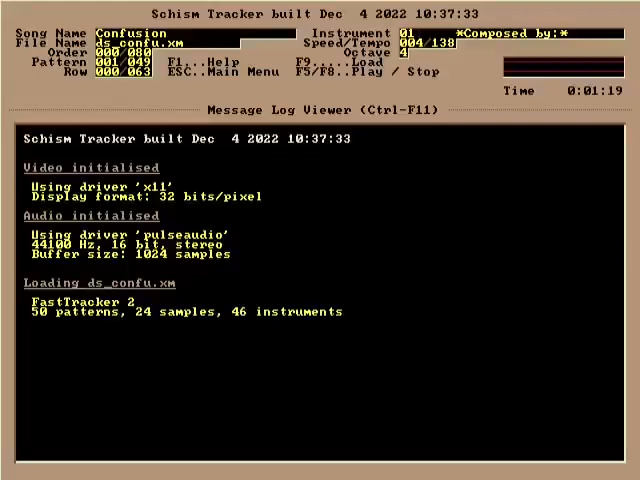 Schism Tracker built Dec  4 2022 10:37:33
Song Name Confusion Instrument 01 *Composed by:*
File Name ds_confu.xm Speed/Tempo 004/138
Order 000/080 Octave 4
Pattern 001/049 F1...Help F9.....Load
Row 000/063 ESC..Main Menu F5/F8..Play / Stop
Time 0:01:19
Message Log Viewer (Ctrl-F11)
Schism Tracker built Dec  4 2022 10:37:33
Video initialised
Using driver 'x11'
Display format: 32 bits/pixel
Audio initialised
Using driver 'pulseaudio'
44100 Hz, 16 bit, stereo
Buffer size: 1024 samples
Loading ds_confu.xm
FastTracker 2
50 patterns, 24 samples, 46 instruments